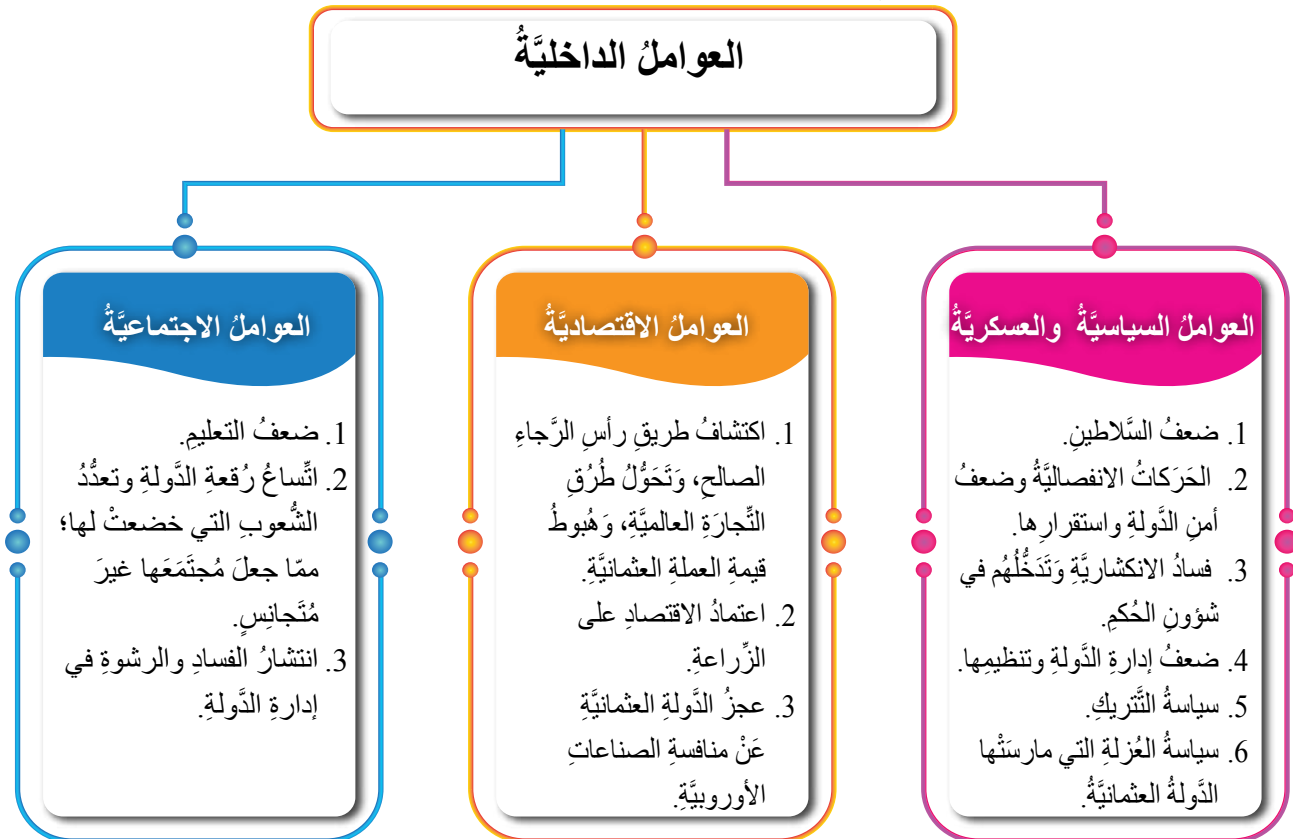 العواملُ الداخليَّةُ
العواملُ السياسيَّةُ والعسكريَّةُ
1. ضعفُ السَّلاطينِ.
2. الحَرَكاتُ الانفصاليَّةُ وضعفُ
أمنِ الدَّولةِ واستقرارِها.
3. فسادُ الانكشاريَّةِ وَتَدَخُّلُهُم في
شؤونِ الحُكمِ.
4. ضعفُ إدارةِ الدَّولةِ وتنظيمِها.
5. سياسةُ التَّتريكِ.
6. سياسةُ العُزلةِ التي مارسَتْها
الدَّولةُ العثمانيَّةُ.
العواملُ الاقتصاديَّةُ
1. اكتشافُ طريقِ رأسِ الرَّجاءِ
الصالحِ، وَتَحَوُّلُ طُرُقِ
التِّجارَةِ العالميَّةِ، وَهُبوطُ
قيمةِ العملةِ العثمانيَّةِ.
2. اعتمادُ الاقتصادِ على
الزِّراعةِ.
3. عجزُ الدَّولةِ العثمانيَّةِ
عَنْ منافسةِ الصناعاتِ
الأوروبيَّةِ.
العواملُ الاجتماعيَّةُ
1. ضعفُ التعليمِ.
2. اتِّساعُ رُقعةِ الدَّولةِ وتعدُّدُ
الشُّعوبِ التي خضعتْ لها؛
ممّا جعلَ مُجتَمَعَها غيرَ
مُتَجانِسٍ.
3. انتشارُ الفسادِ والرشوةِ في
إدارةِ الدَّولةِ.